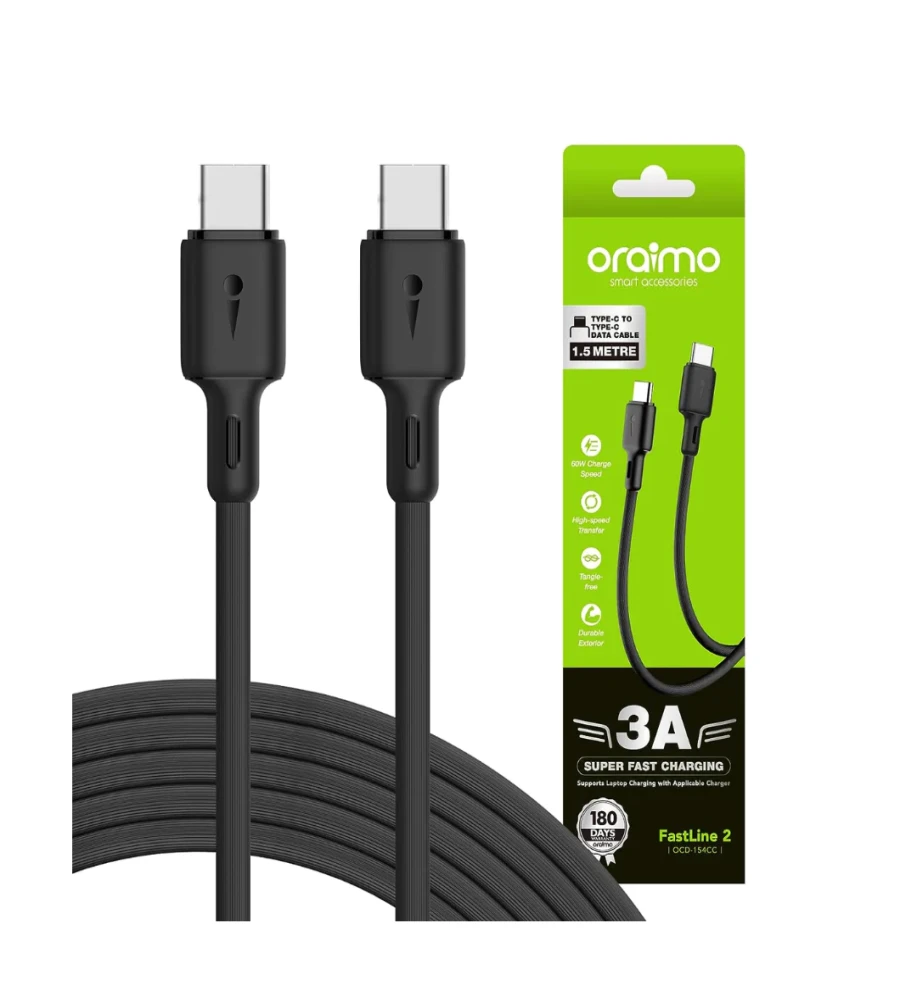 oraimo
smart accessories
TYPE-C TO
TYPE-C
DATA CABLE
1.5 METRE
60W Charge
Speed
High-speed
Transfer
Tangle-
free
Durable
Exterior
3A
SUPER FAST CHARGING
Supports Laptop Charging with Applicable Charger
180
DAYS
WARRANTY
oraimo
FastLine 2
| OCD-154CC |